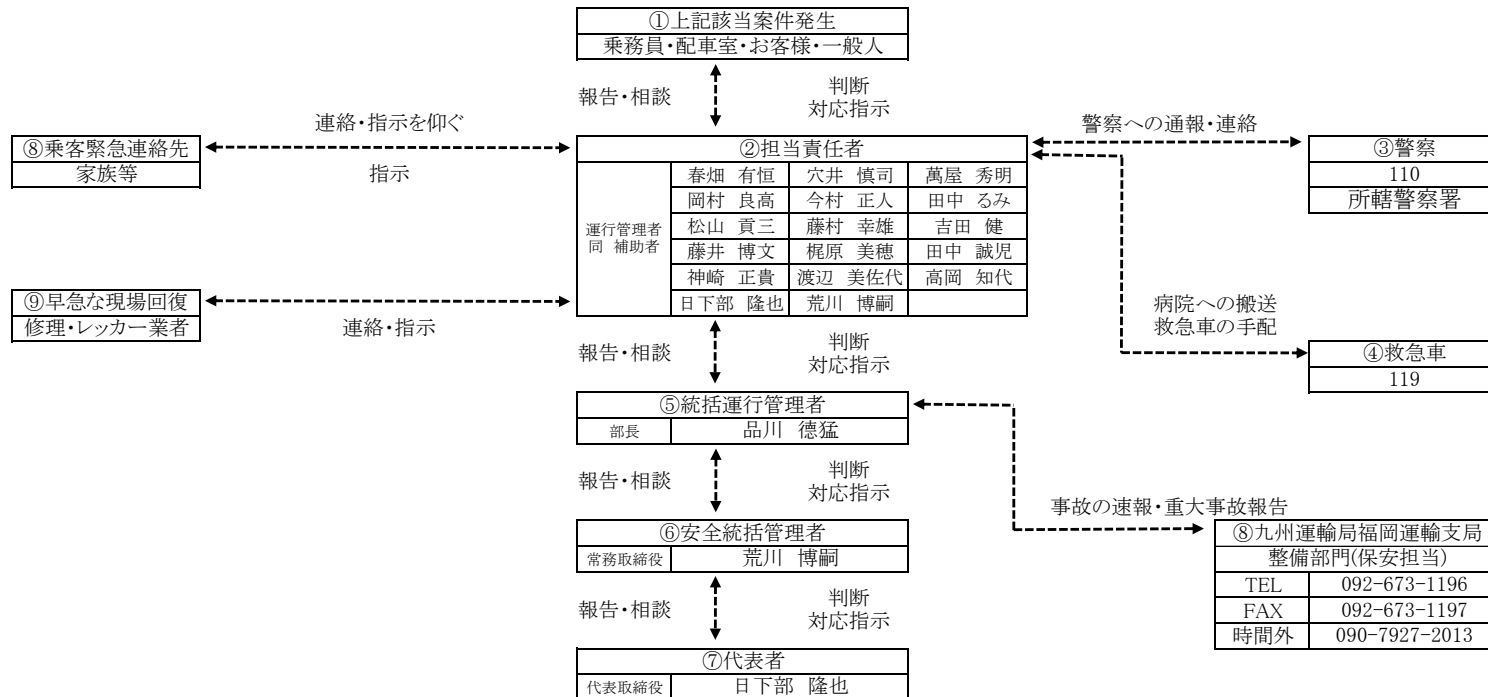 ①上記該当案件発生
乗務員・配車室・お客様・一般人
報告・相談
判断
対応指示
連絡・指示を仰ぐ
指示
警察への通報・連絡
⑧乗客緊急連絡先
家族等
②担当責任者
運行管理者
同 補助者
春畑 有恒 穴井 慎司 萬屋 秀明
岡村 良高 今村 正人 田中 るみ
松山 貢三 藤村 幸雄 吉田 健
藤井 博文 梶原 美穂 田中 誠児
神崎 正貴 渡辺 美佐代 高岡 知代
日下部 隆也 荒川 博嗣
③警察
110
所轄警察署
⑨早急な現場回復
修理・レッカー業者
連絡・指示
病院への搬送
救急車の手配
④救急車
119
報告・相談
判断
対応指示
⑤統括運行管理者
部長 品川 徳猛
報告・相談
判断
対応指示
事故の速報・重大事故報告
⑥安全統括管理者
常務取締役 荒川 博嗣
⑧九州運輸局福岡運輸支局
整備部門(保安担当)
TEL 092-673-1196
FAX 092-673-1197
時間外 090-7927-2013
報告・相談
判断
対応指示
⑦代表者
代表取締役 日下部 隆也